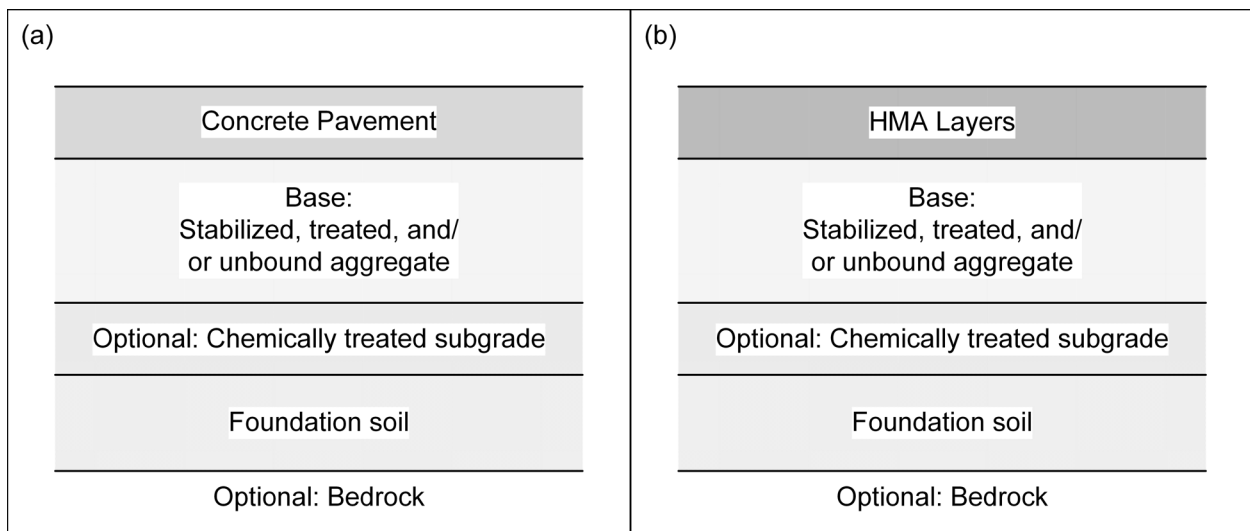 (a)
Concrete Pavement
Base:
Stabilized, treated, and/
or unbound aggregate
Optional: Chemically treated subgrade
Foundation soil
Optional: Bedrock
(b)
HMA Layers
Base:
Stabilized, treated, and/
or unbound aggregate
Optional: Chemically treated subgrade
Foundation soil
Optional: Bedrock